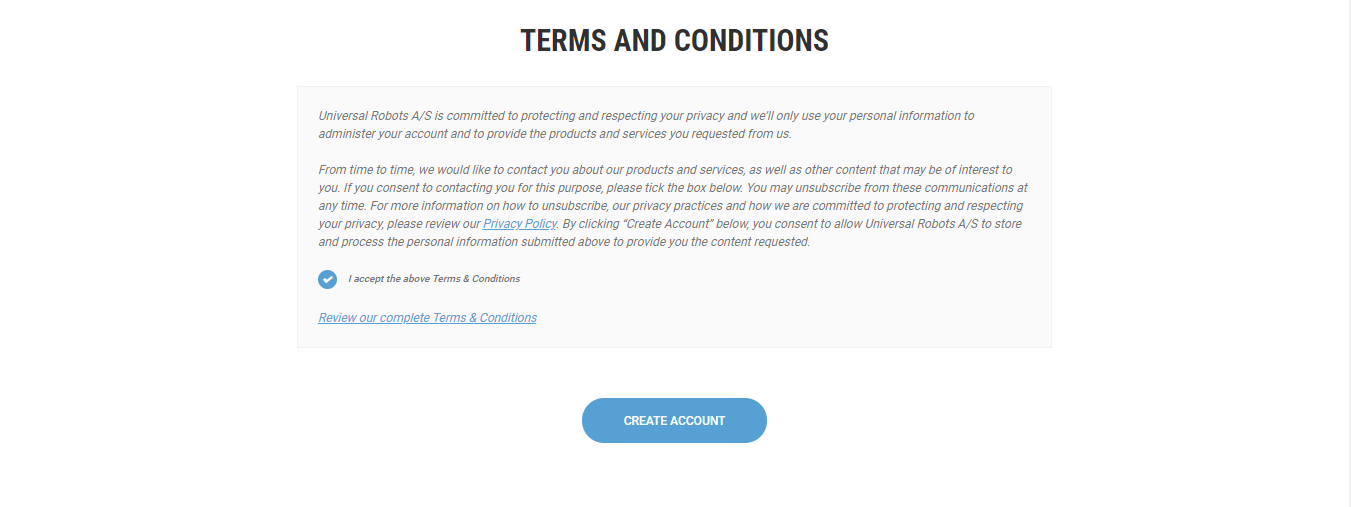 TERMS AND CONDITIONS
Universal Robots A/S is committed to protecting and respecting your privacy and we'll only use your personal information to
administer your account and to provide the products and services you requested from us.
From time to time, we would like to contact you about our products and services, as well as other content that may be of interest to
you. If you consent to contacting you for this purpose, please tick the box below. You may unsubscribe from these communications at
any time. For more information on how to unsubscribe, our privacy practices and how we are committed to protecting and respecting
your privacy, please review our Privacy Policy. By clicking “Create Account” below, you consent to allow Universal Robots A/S to store
and process the personal information submitted above to provide you the content requested.
I accept the above Terms & Conditions
Review our complete Terms & Conditions
CREATE ACCOUNT